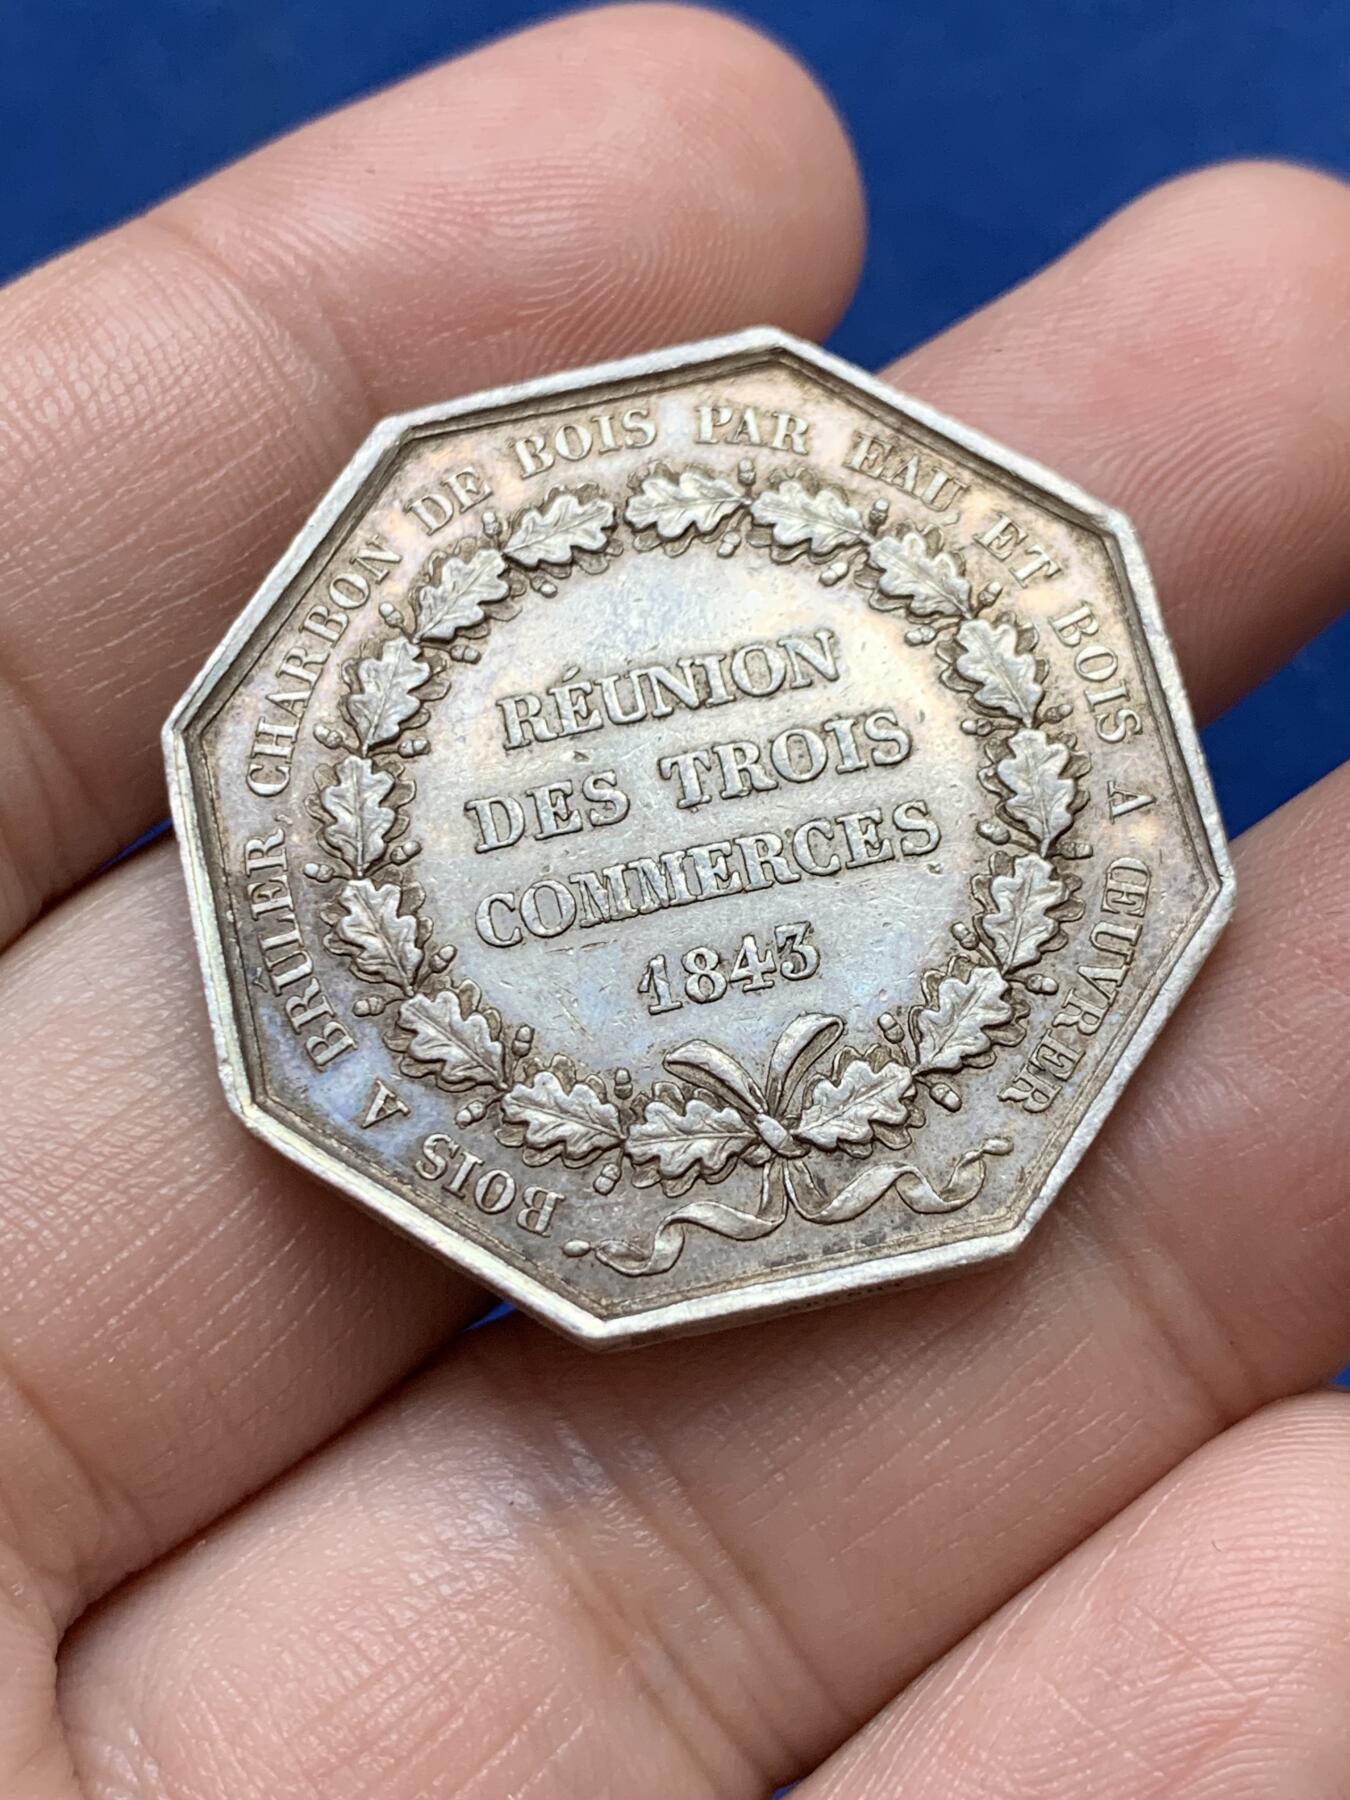 BOIS A BRULER, CHARBON DE BOIS PAR EAU, ET BOIS A ŒUVRER
RÉUNION
DES TROIS
COMMERCES
1843